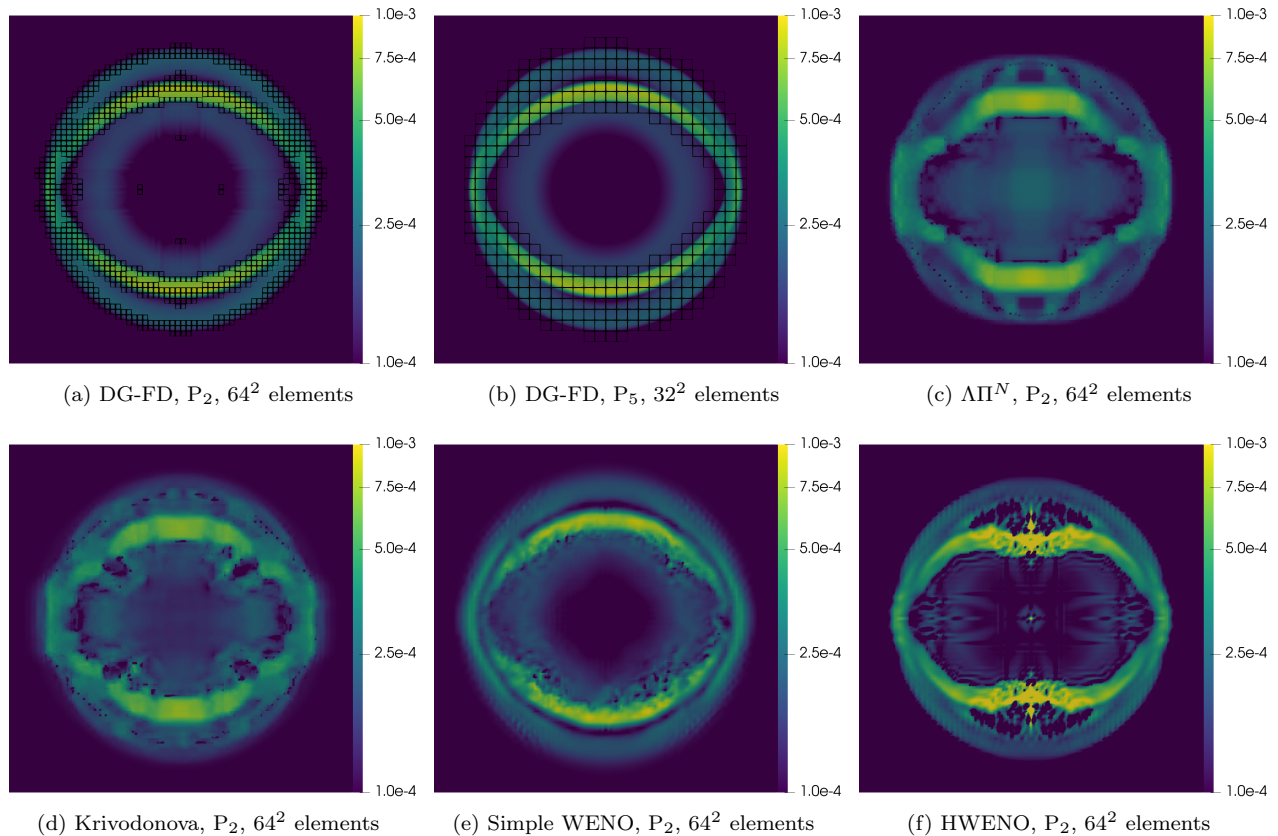 1.0e-3
7.5e-4
5.0e-4
2.5e-4
1.0e-4
1.0e-3
7.5e-4
5.0e-4
2.5e-4
1.0e-4
1.0e-3
7.5e-4
5.0e-4
2.5e-4
1.0e-4
(a) DG-FD, P₂, 64² elements
(b) DG-FD, P₅, 32² elements
(c) ΛΠᴺ, P₂, 64² elements
1.0e-3
7.5e-4
5.0e-4
2.5e-4
1.0e-4
1.0e-3
7.5e-4
5.0e-4
2.5e-4
1.0e-4
1.0e-3
7.5e-4
5.0e-4
2.5e-4
1.0e-4
(d) Krivodonova, P₂, 64² elements
(e) Simple WENO, P₂, 64² elements
(f) HWENO, P₂, 64² elements